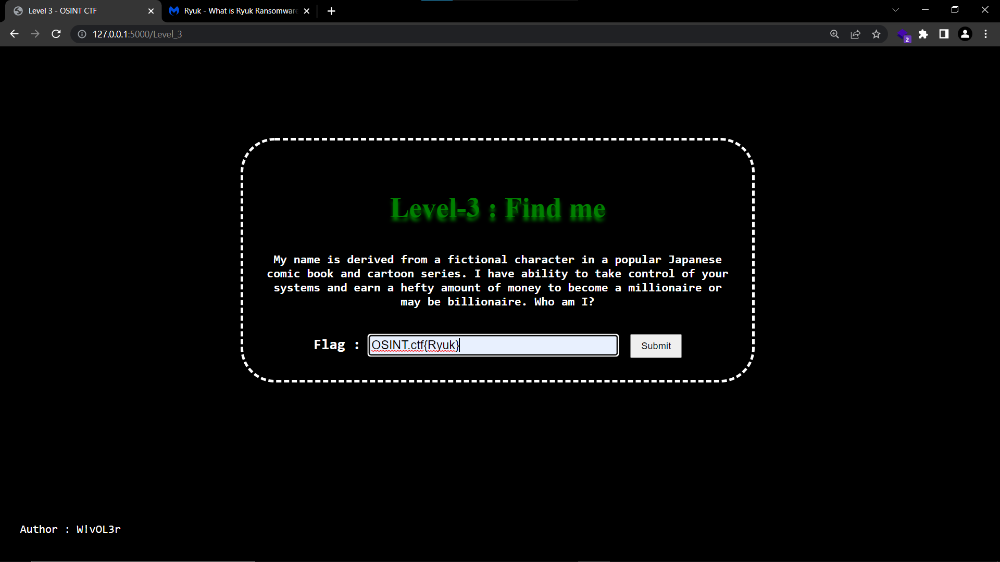 Level 3 - OSINT CTF
Ryuk - What is Ryuk Ransomware
127.0.0.1:5000/Level_3
2
Level-3 : Find me
My name is derived from a fictional character in a popular Japanese
comic book and cartoon series. I have ability to take control of your
systems and earn a hefty amount of money to become a millionaire or
may be billionaire. Who am I?
Flag : OSINT.ctf{Ryuk} Submit
Author : W!vOL3r